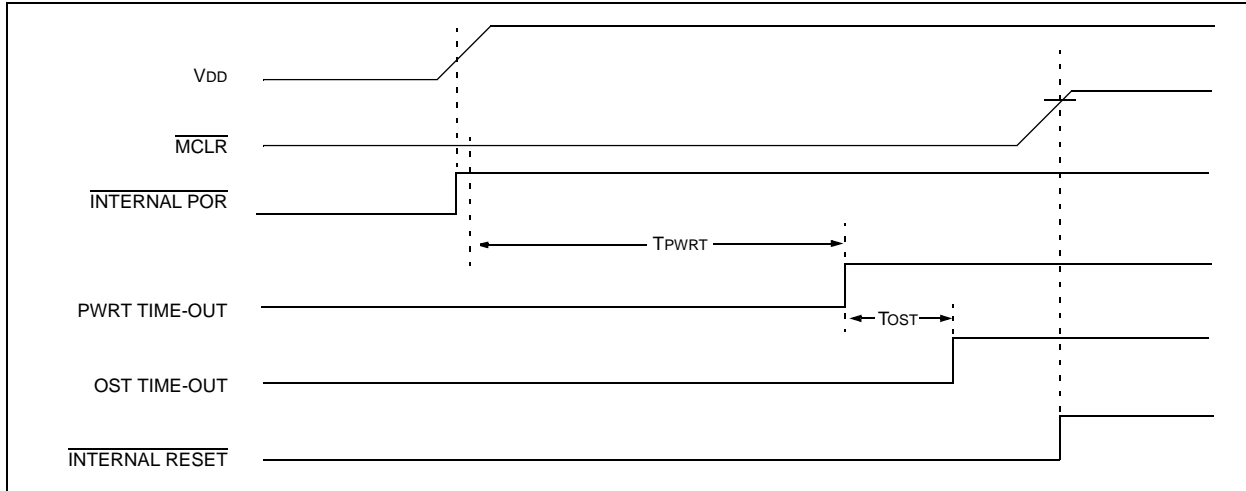 VDD
MCLR
INTERNAL POR
TPWRT
PWRT TIME-OUT
TOST
OST TIME-OUT
INTERNAL RESET